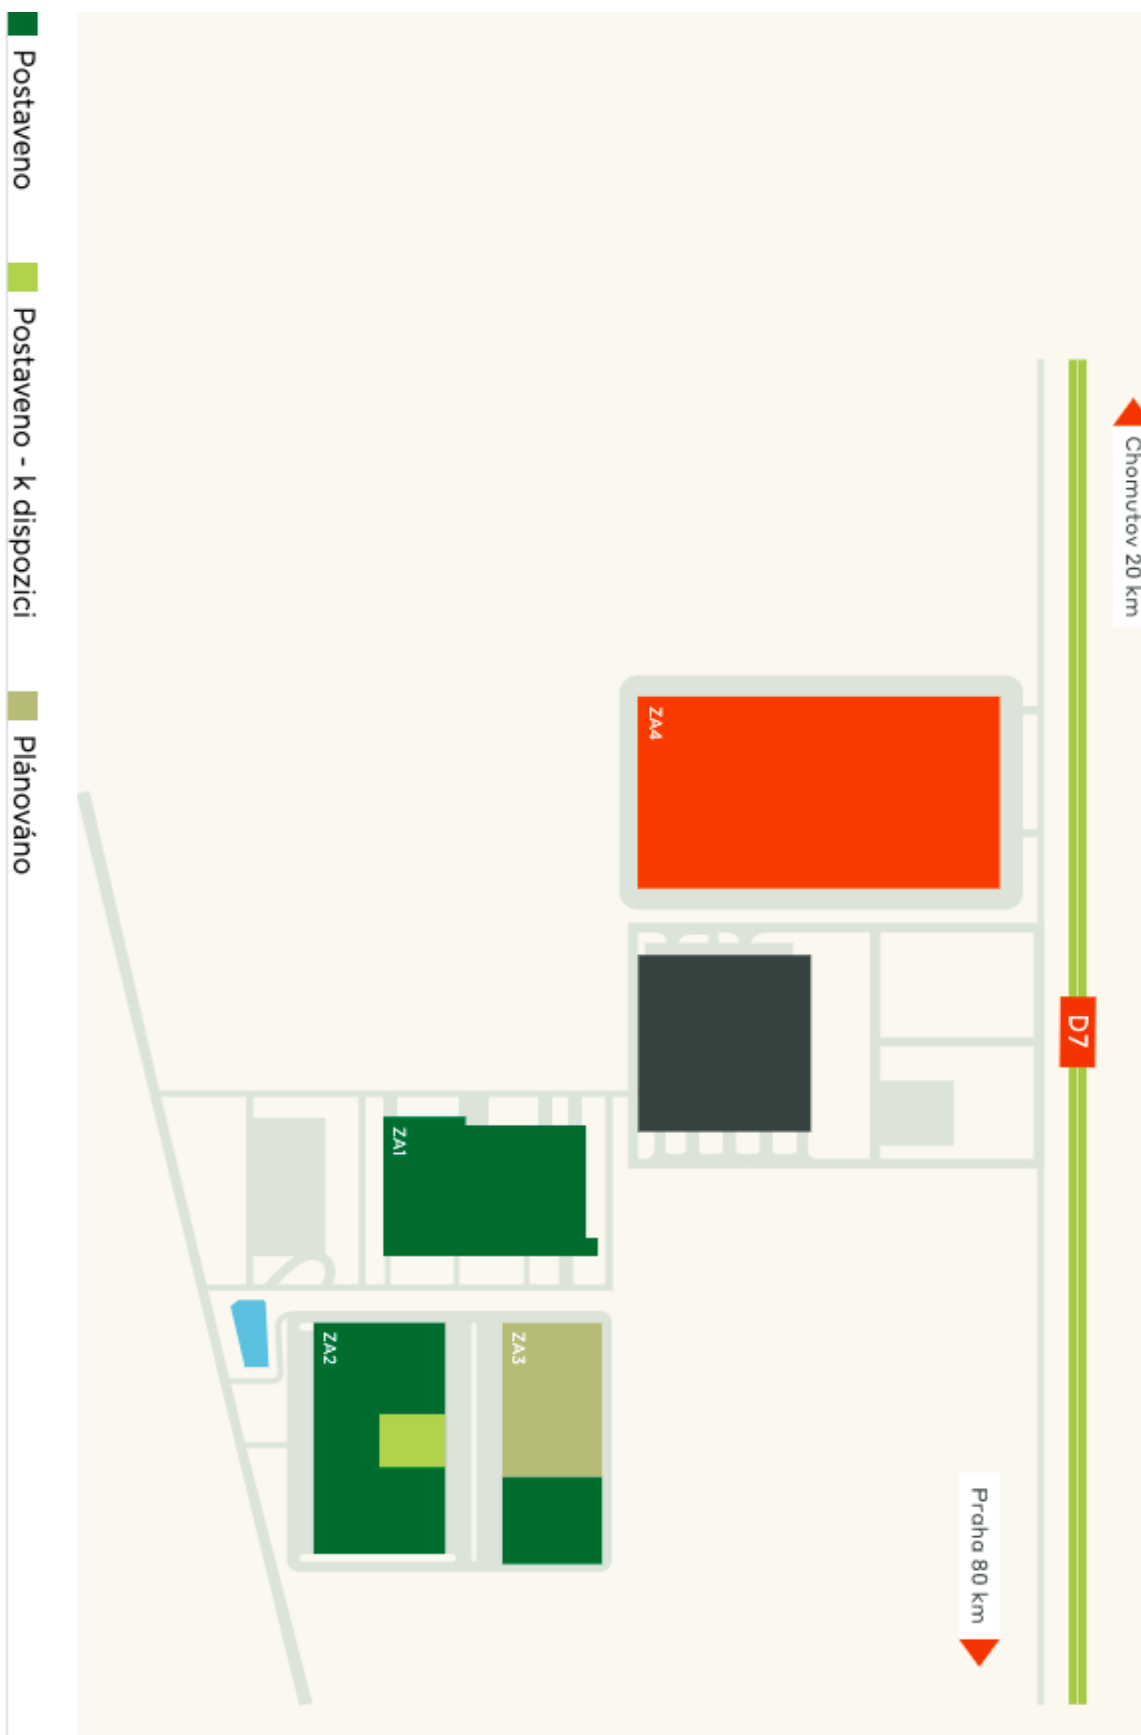 Chomutov 20 km
D7
Praha 80 km
ZA4
ZA1
ZA3
ZA2
Postaveno
Postaveno - k dispozici
Plánováno